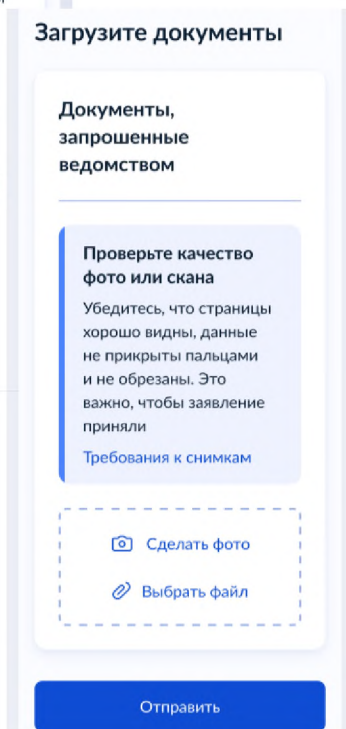 Загрузите документы
Документы,
запрошенные
ведомством
Проверьте качество
фото или скана
Убедитесь, что страницы
хорошо видны, данные
не прикрыты пальцами
и не обрезаны. Это
важно, чтобы заявление
приняли
Требования к снимкам
Сделать фото
Выбрать файл
Отправить